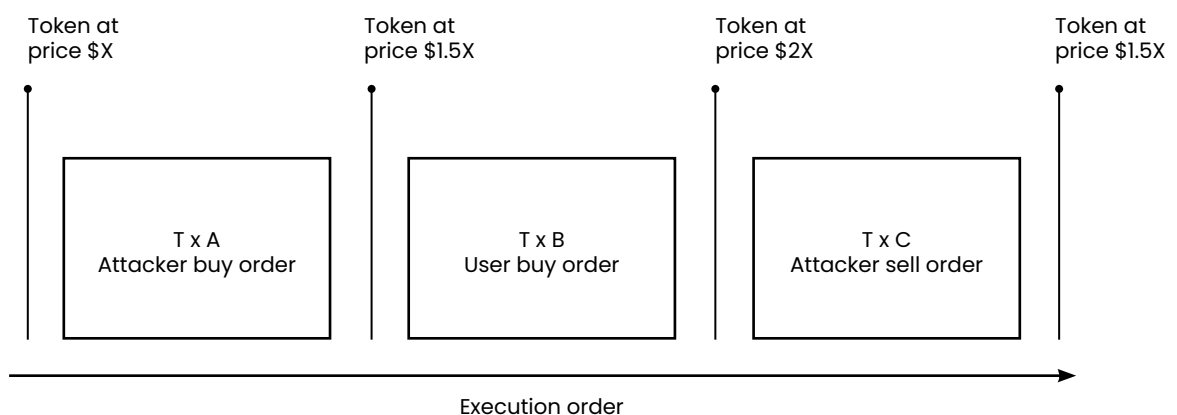 Token at
price $X
Token at
price $1.5X
Token at
price $2X
Token at
price $1.5X
T x A
Attacker buy order
T x B
User buy order
T x C
Attacker sell order
Execution order